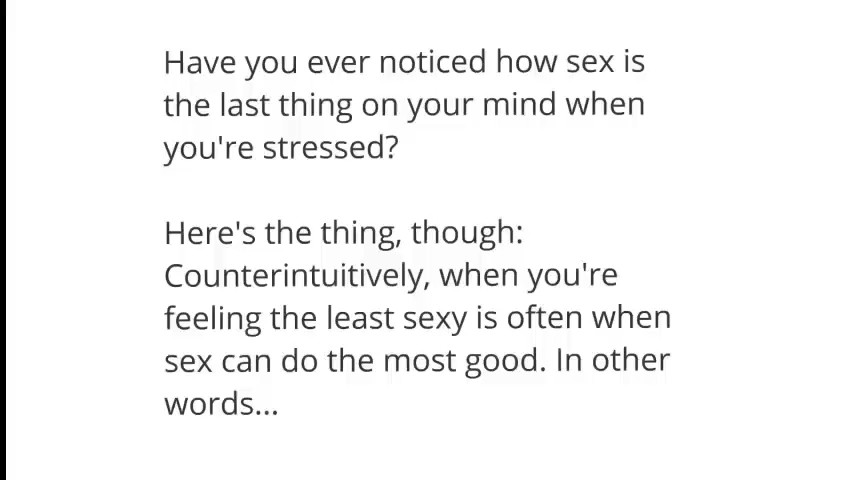 Have you ever noticed how sex is
the last thing on your mind when
you're stressed?
Here's the thing, though:
Counterintuitively, when you're
feeling the least sexy is often when
sex can do the most good. In other
words...